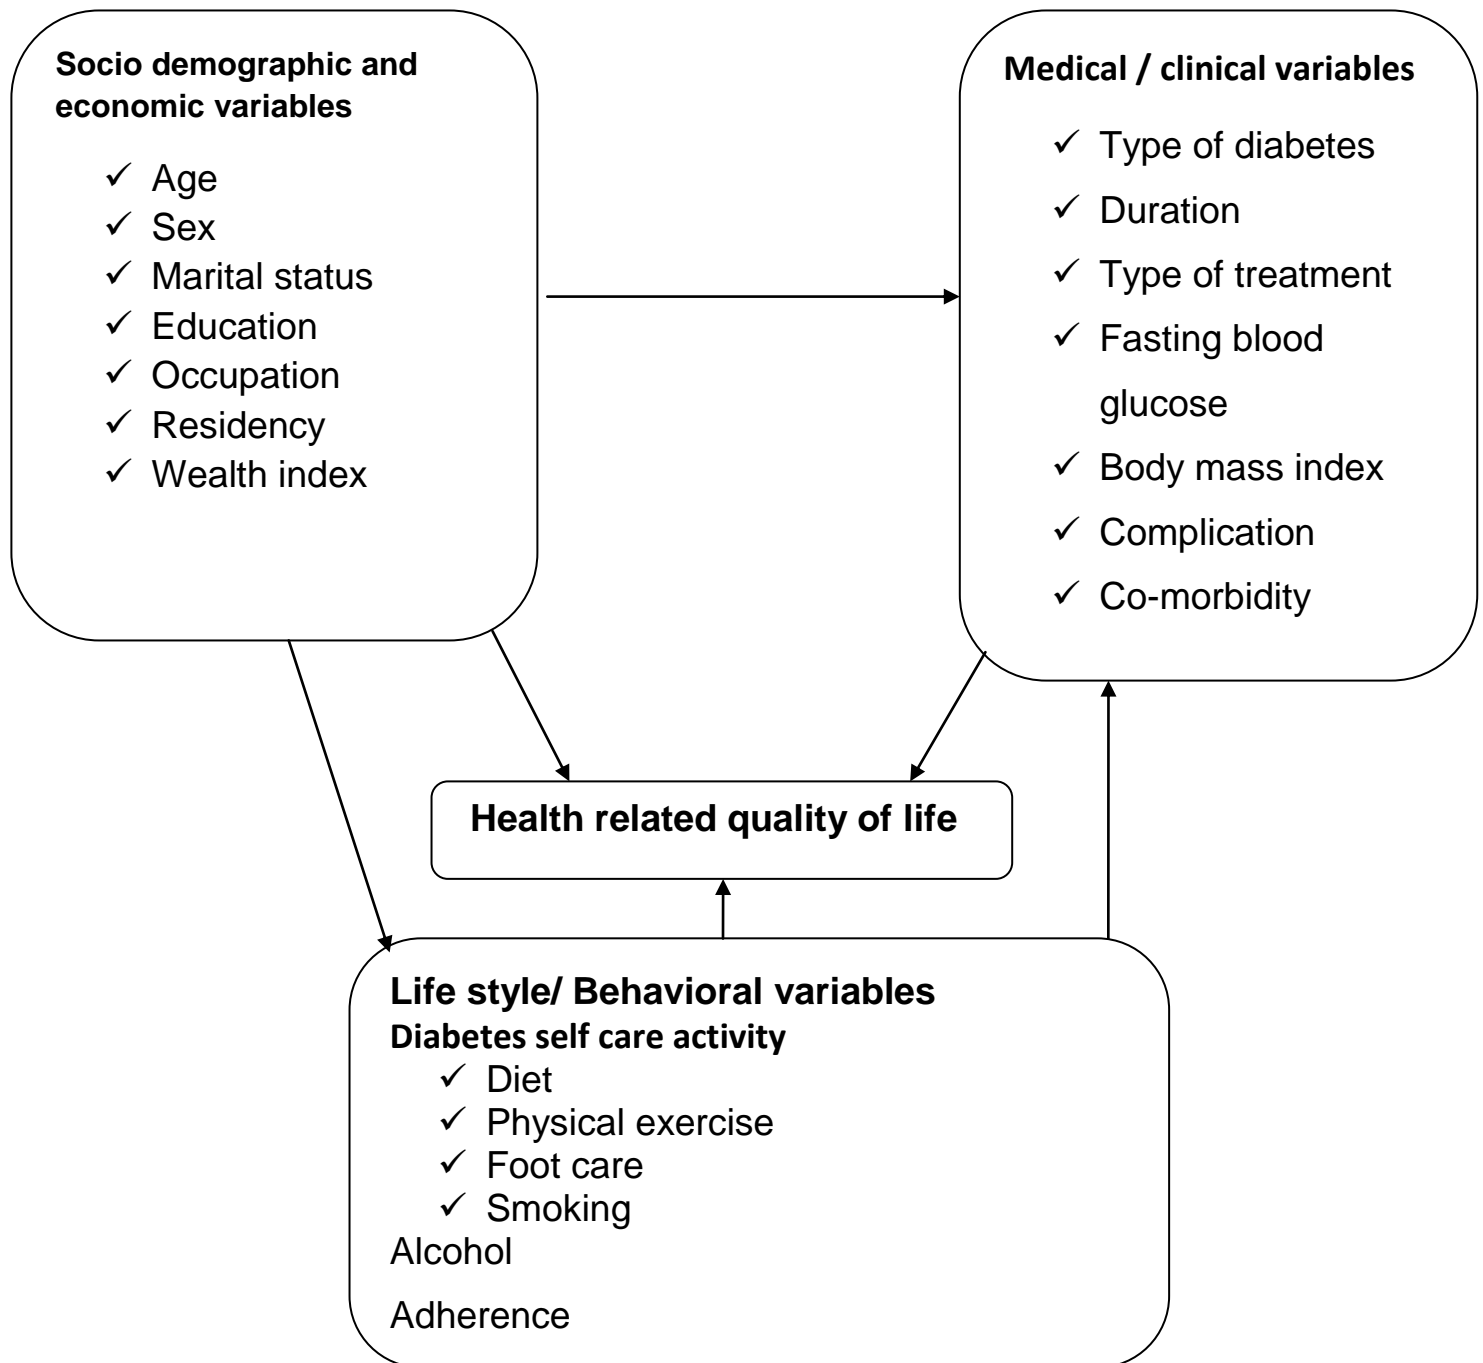 Socio demographic and
economic variables
✓ Age
✓ Sex
✓ Marital status
✓ Education
✓ Occupation
✓ Residency
✓ Wealth index
Medical / clinical variables
✓ Type of diabetes
✓ Duration
✓ Type of treatment
✓ Fasting blood
glucose
✓ Body mass index
✓ Complication
✓ Co-morbidity
Health related quality of life
Life style/ Behavioral variables
Diabetes self care activity
✓ Diet
✓ Physical exercise
✓ Foot care
✓ Smoking
Alcohol
Adherence